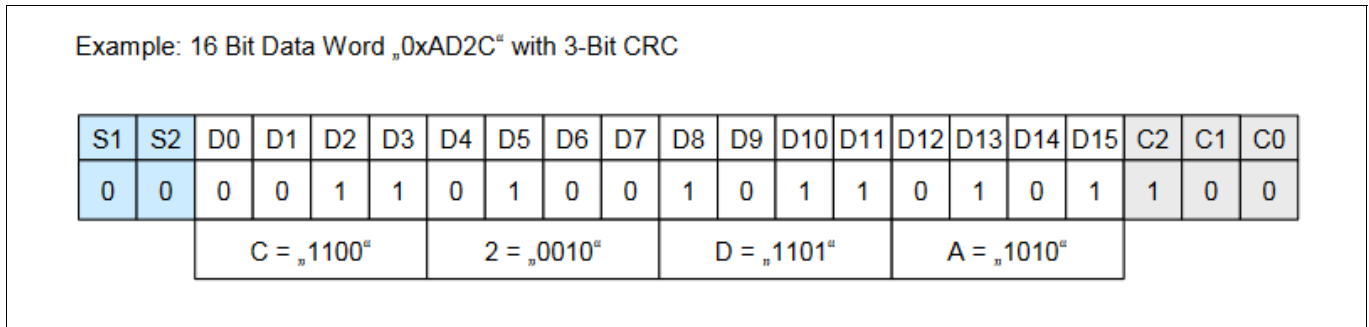 Example: 16 Bit Data Word „0xAD2C“ with 3-Bit CRC
S1 S2 D0 D1 D2 D3 D4 D5 D6 D7 D8 D9 D10 D11 D12 D13 D14 D15 C2 C1 C0
0 0 0 0 1 1 0 1 0 0 1 0 1 1 0 1 0 1 1 0 0
C = „1100“ 2 = „0010“ D = „1101“ A = „1010“